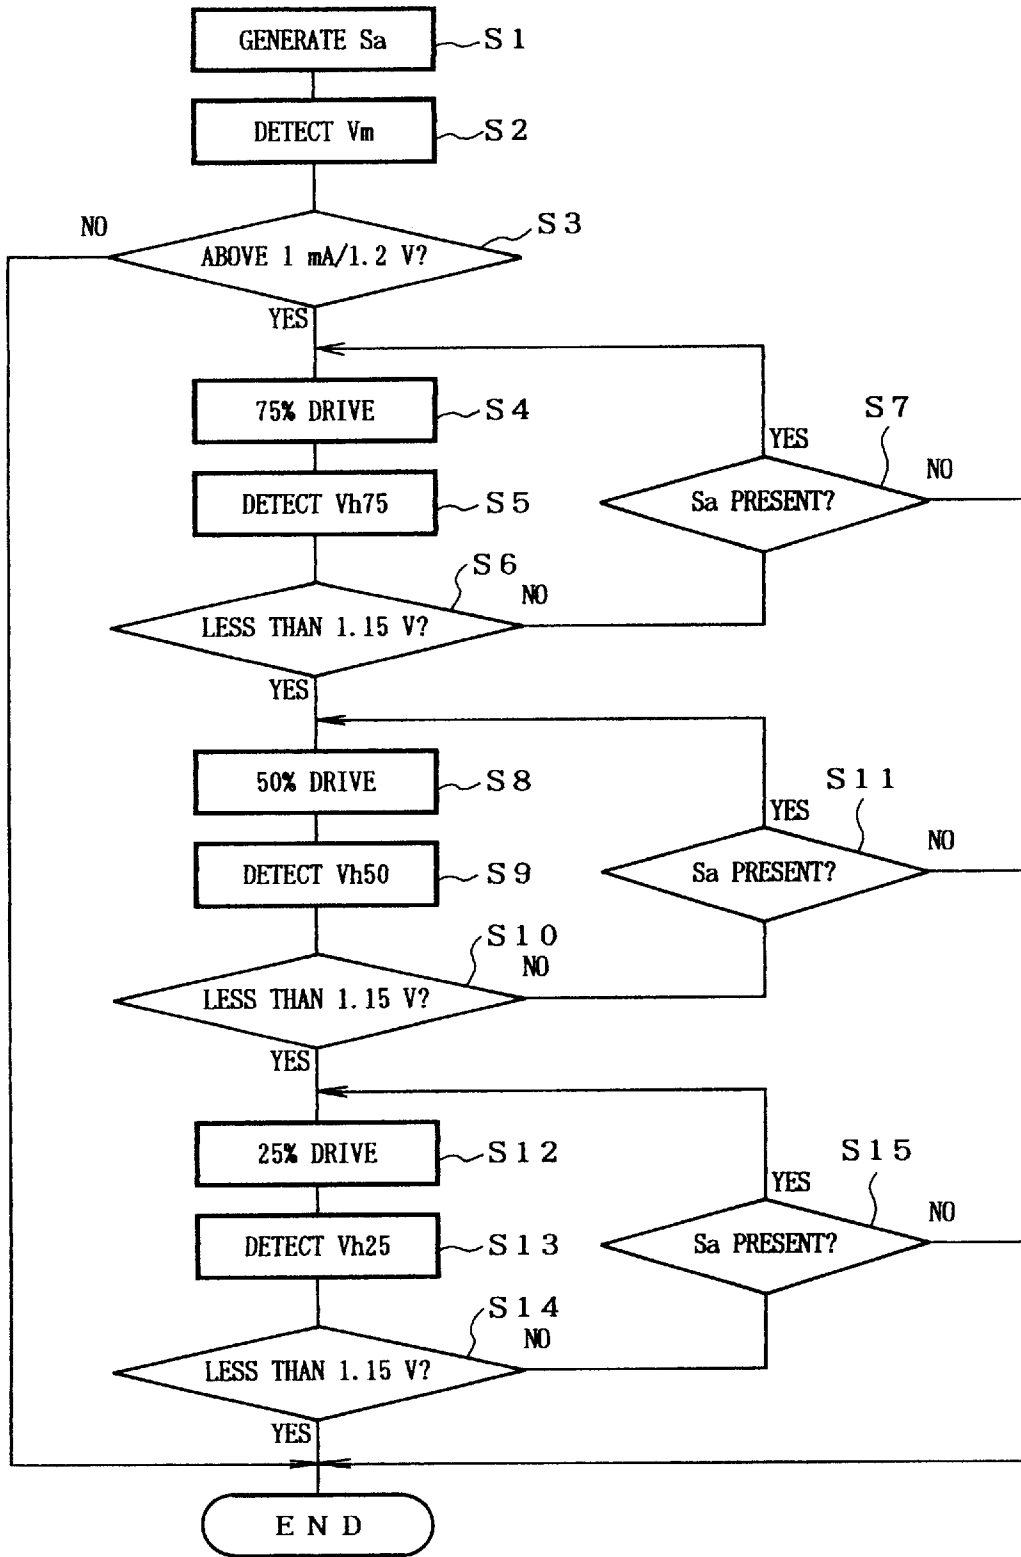 GENERATE Sa
S1
DETECT Vm
S2
NO
S3
ABOVE 1 mA/1.2 V?
YES
75% DRIVE
S4
S7
YES
NO
DETECT Vh75
S5
Sa PRESENT?
S6
NO
LESS THAN 1.15 V?
YES
50% DRIVE
S8
S11
YES
NO
DETECT Vh50
S9
Sa PRESENT?
S10
NO
LESS THAN 1.15 V?
YES
25% DRIVE
S12
S15
YES
NO
DETECT Vh25
S13
Sa PRESENT?
S14
NO
LESS THAN 1.15 V?
YES
END